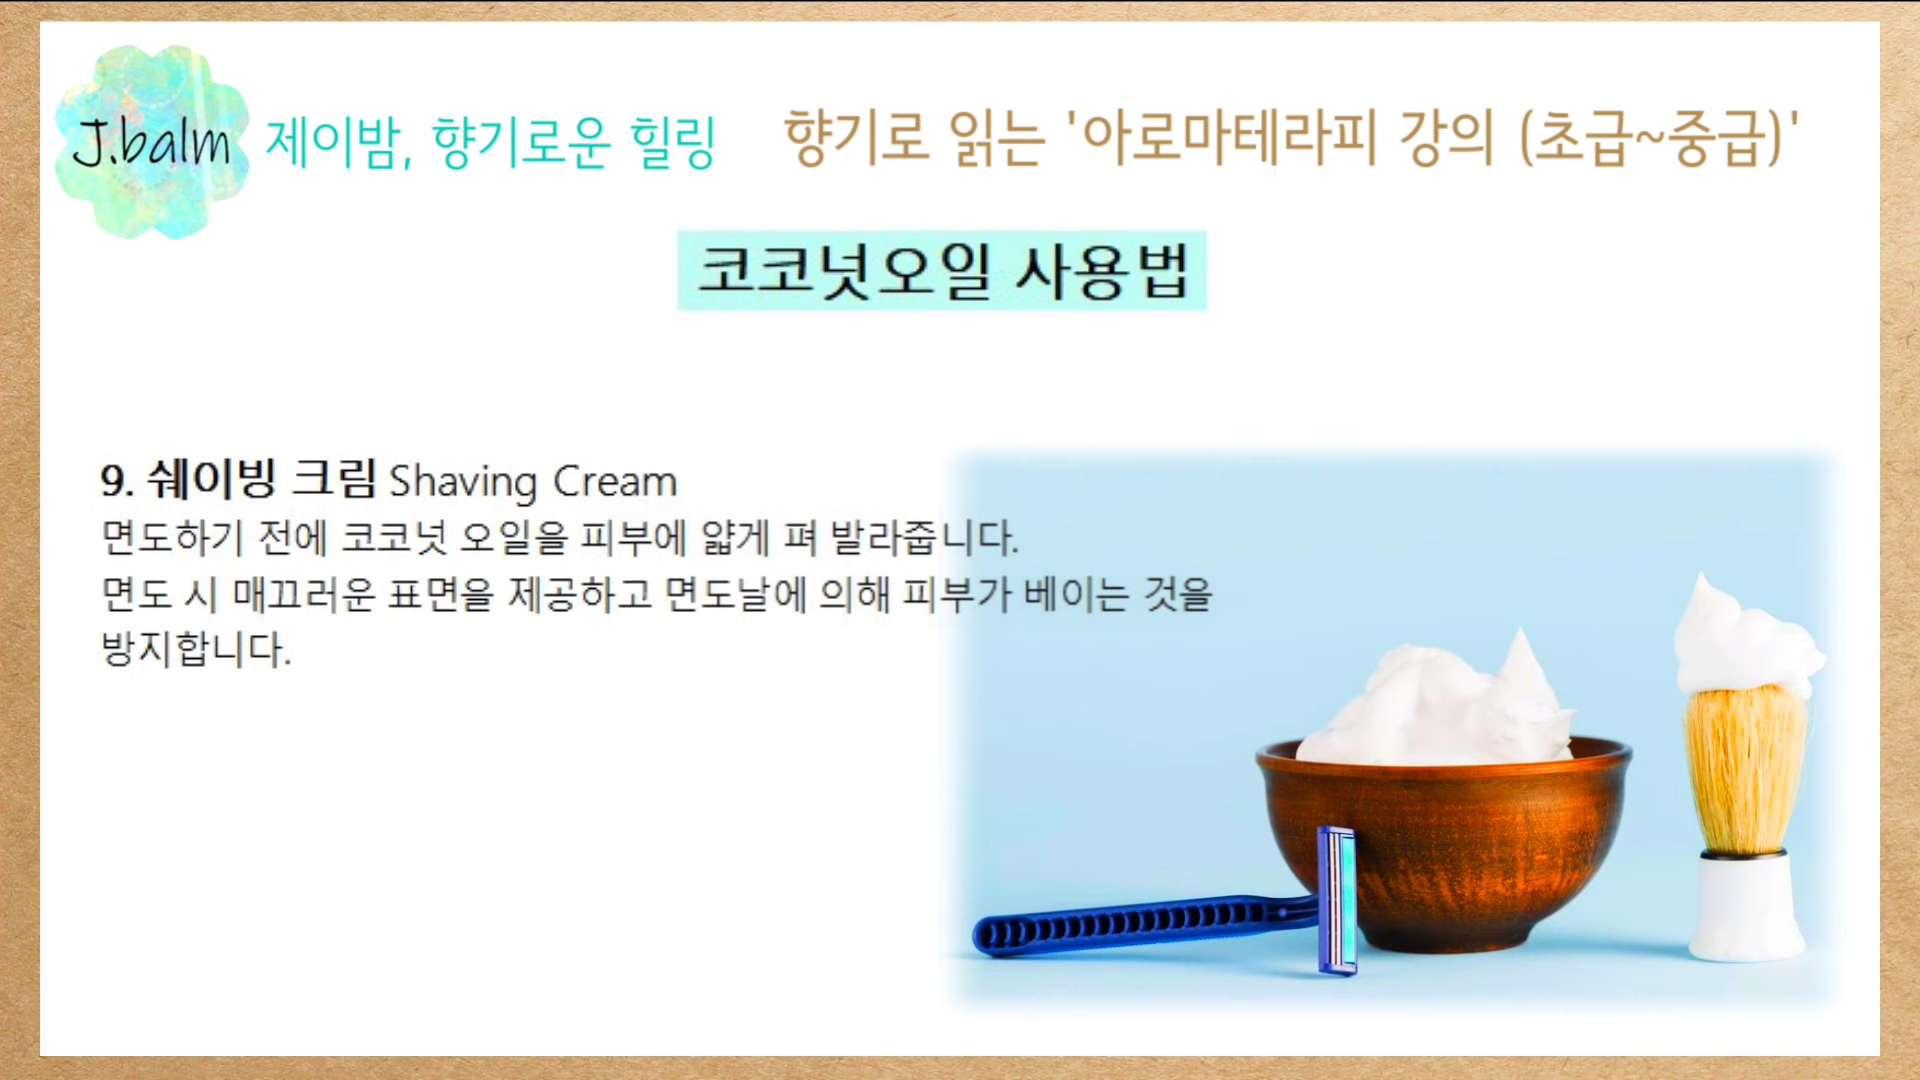 J.balm
제이밤, 향기로운 힐링
향기로 읽는 '아로마테라피 강의 (초급~중급)'
코코넛오일 사용법
9. 쉐이빙 크림 Shaving Cream
면도하기 전에 코코넛 오일을 피부에 얇게 펴 발라줍니다.
면도 시 매끄러운 표면을 제공하고 면도날에 의해 피부가 베이는 것을
방지합니다.